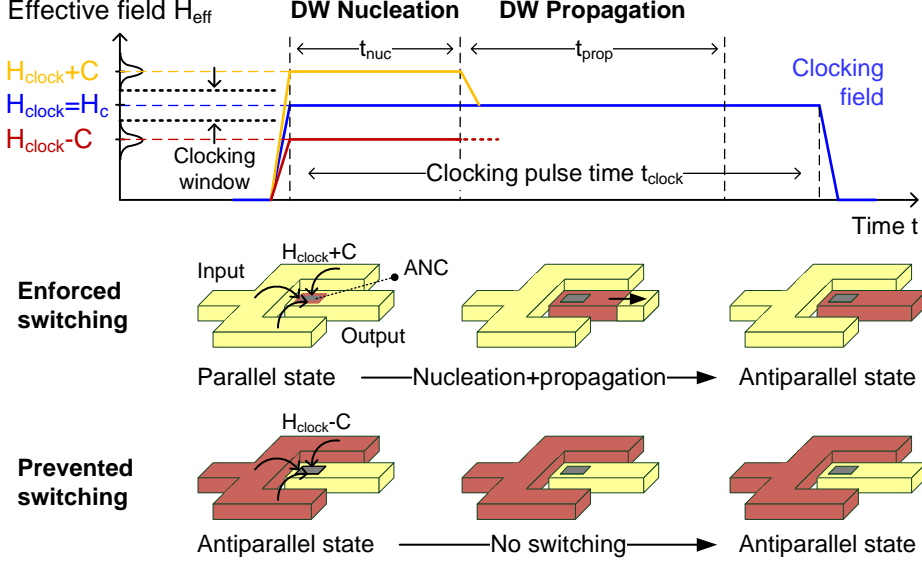 Effective field H_eff
DW Nucleation
DW Propagation
t_nuc
t_prop
H_clock+C
Clocking
field
H_clock=H_c
H_clock-C
Clocking
window
Clocking pulse time t_clock
Time t
H_clock+C
ANC
Input
Enforced
switching
Output
Parallel state
Nucleation+propagation
Antiparallel state
H_clock-C
Prevented
switching
Antiparallel state
No switching
Antiparallel state